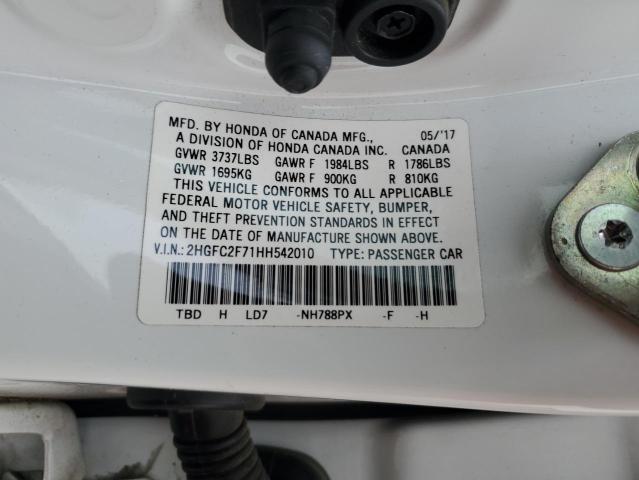 MFD. BY HONDA OF CANADA MFG., 05/'17
A DIVISION OF HONDA CANADA INC. CANADA
GVWR 3737LBS GAWR F 1984LBS R 1786LBS
GVWR 1695KG GAWR F 900KG R 810KG
THIS VEHICLE CONFORMS TO ALL APPLICABLE
FEDERAL MOTOR VEHICLE SAFETY, BUMPER,
AND THEFT PREVENTION STANDARDS IN EFFECT
ON THE DATE OF MANUFACTURE SHOWN ABOVE.
V.I.N.: 2HGFC2F71HH542010 TYPE: PASSENGER CAR
TBD H LD7 -NH788PX -F -H